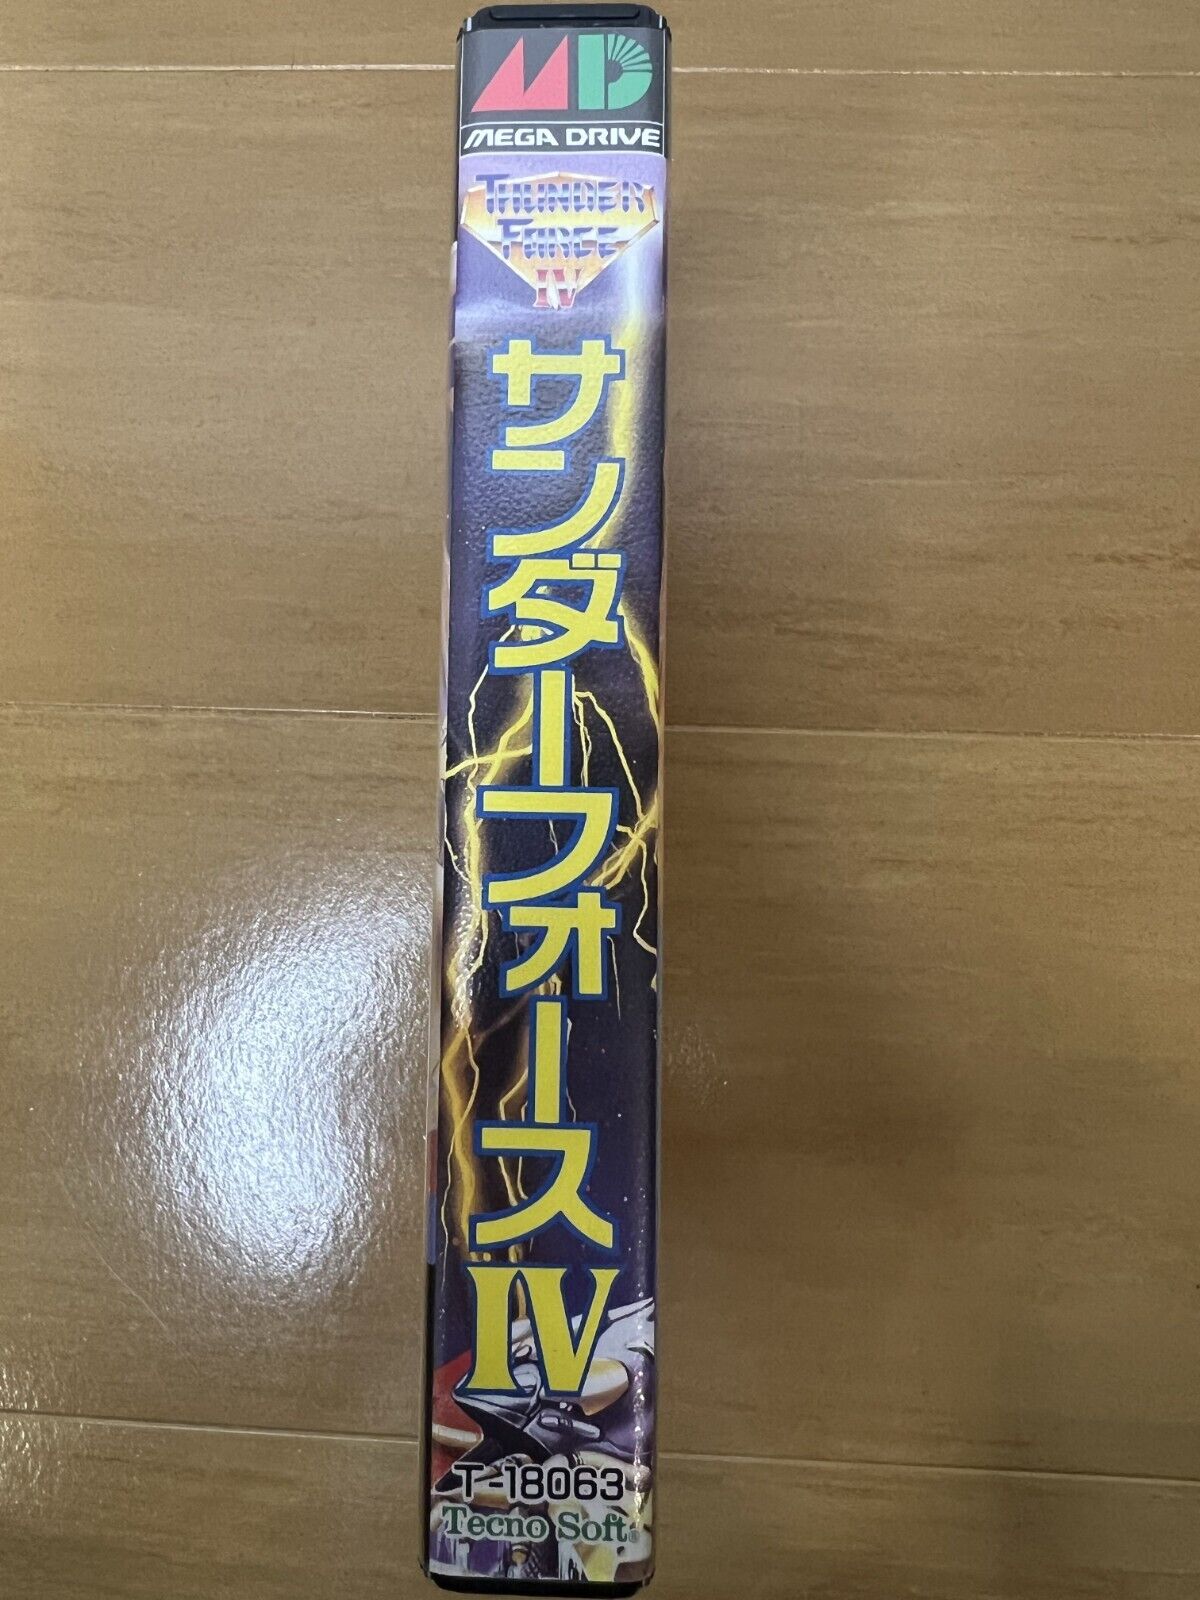 MD
MEGA DRIVE
THUNDER
FORCE
IV
サンダーフォースIV
T-18063
Tecno Soft®